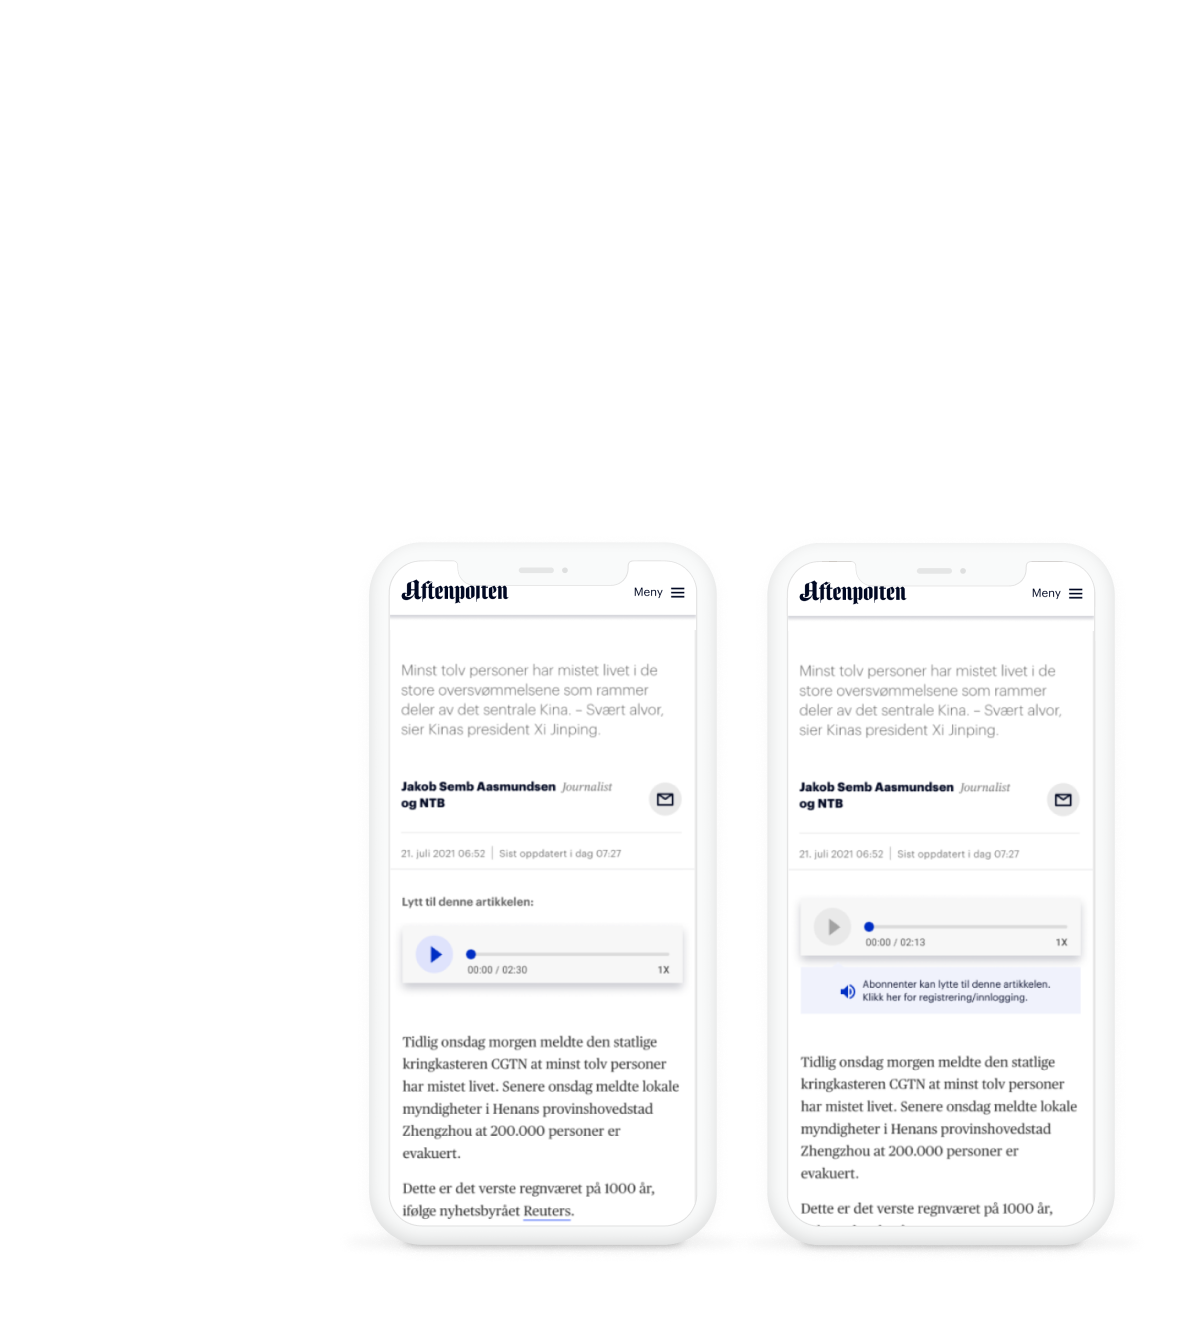 Aftenposten
Meny
Minst tolv personer har mistet livet i de
store oversvømmelsene som rammer
deler av det sentrale Kina. – Svært alvor,
sier Kinas president Xi Jinping.
Jakob Semb Aasmundsen Journalist
og NTB
21. juli 2021 06:52 | Sist oppdatert i dag 07:27
Lytt til denne artikkelen:
00:00 / 02:30 1X
Tidlig onsdag morgen meldte den statlige
kringkasteren CGTN at minst tolv personer
har mistet livet. Senere onsdag meldte lokale
myndigheter i Henans provinshovedstad
Zhengzhou at 200.000 personer er
evakuert.
Dette er det verste regnværet på 1000 år,
ifølge nyhetsbyrået Reuters.
Aftenposten
Meny
Minst tolv personer har mistet livet i de
store oversvømmelsene som rammer
deler av det sentrale Kina. – Svært alvor,
sier Kinas president Xi Jinping.
Jakob Semb Aasmundsen Journalist
og NTB
21. juli 2021 06:52 | Sist oppdatert i dag 07:27
00:00 / 02:13 1X
Abonnenter kan lytte til denne artikkelen.
Klikk her for registrering/innlogging.
Tidlig onsdag morgen meldte den statlige
kringkasteren CGTN at minst tolv personer
har mistet livet. Senere onsdag meldte lokale
myndigheter i Henans provinshovedstad
Zhengzhou at 200.000 personer er
evakuert.
Dette er det verste regnværet på 1000 år,